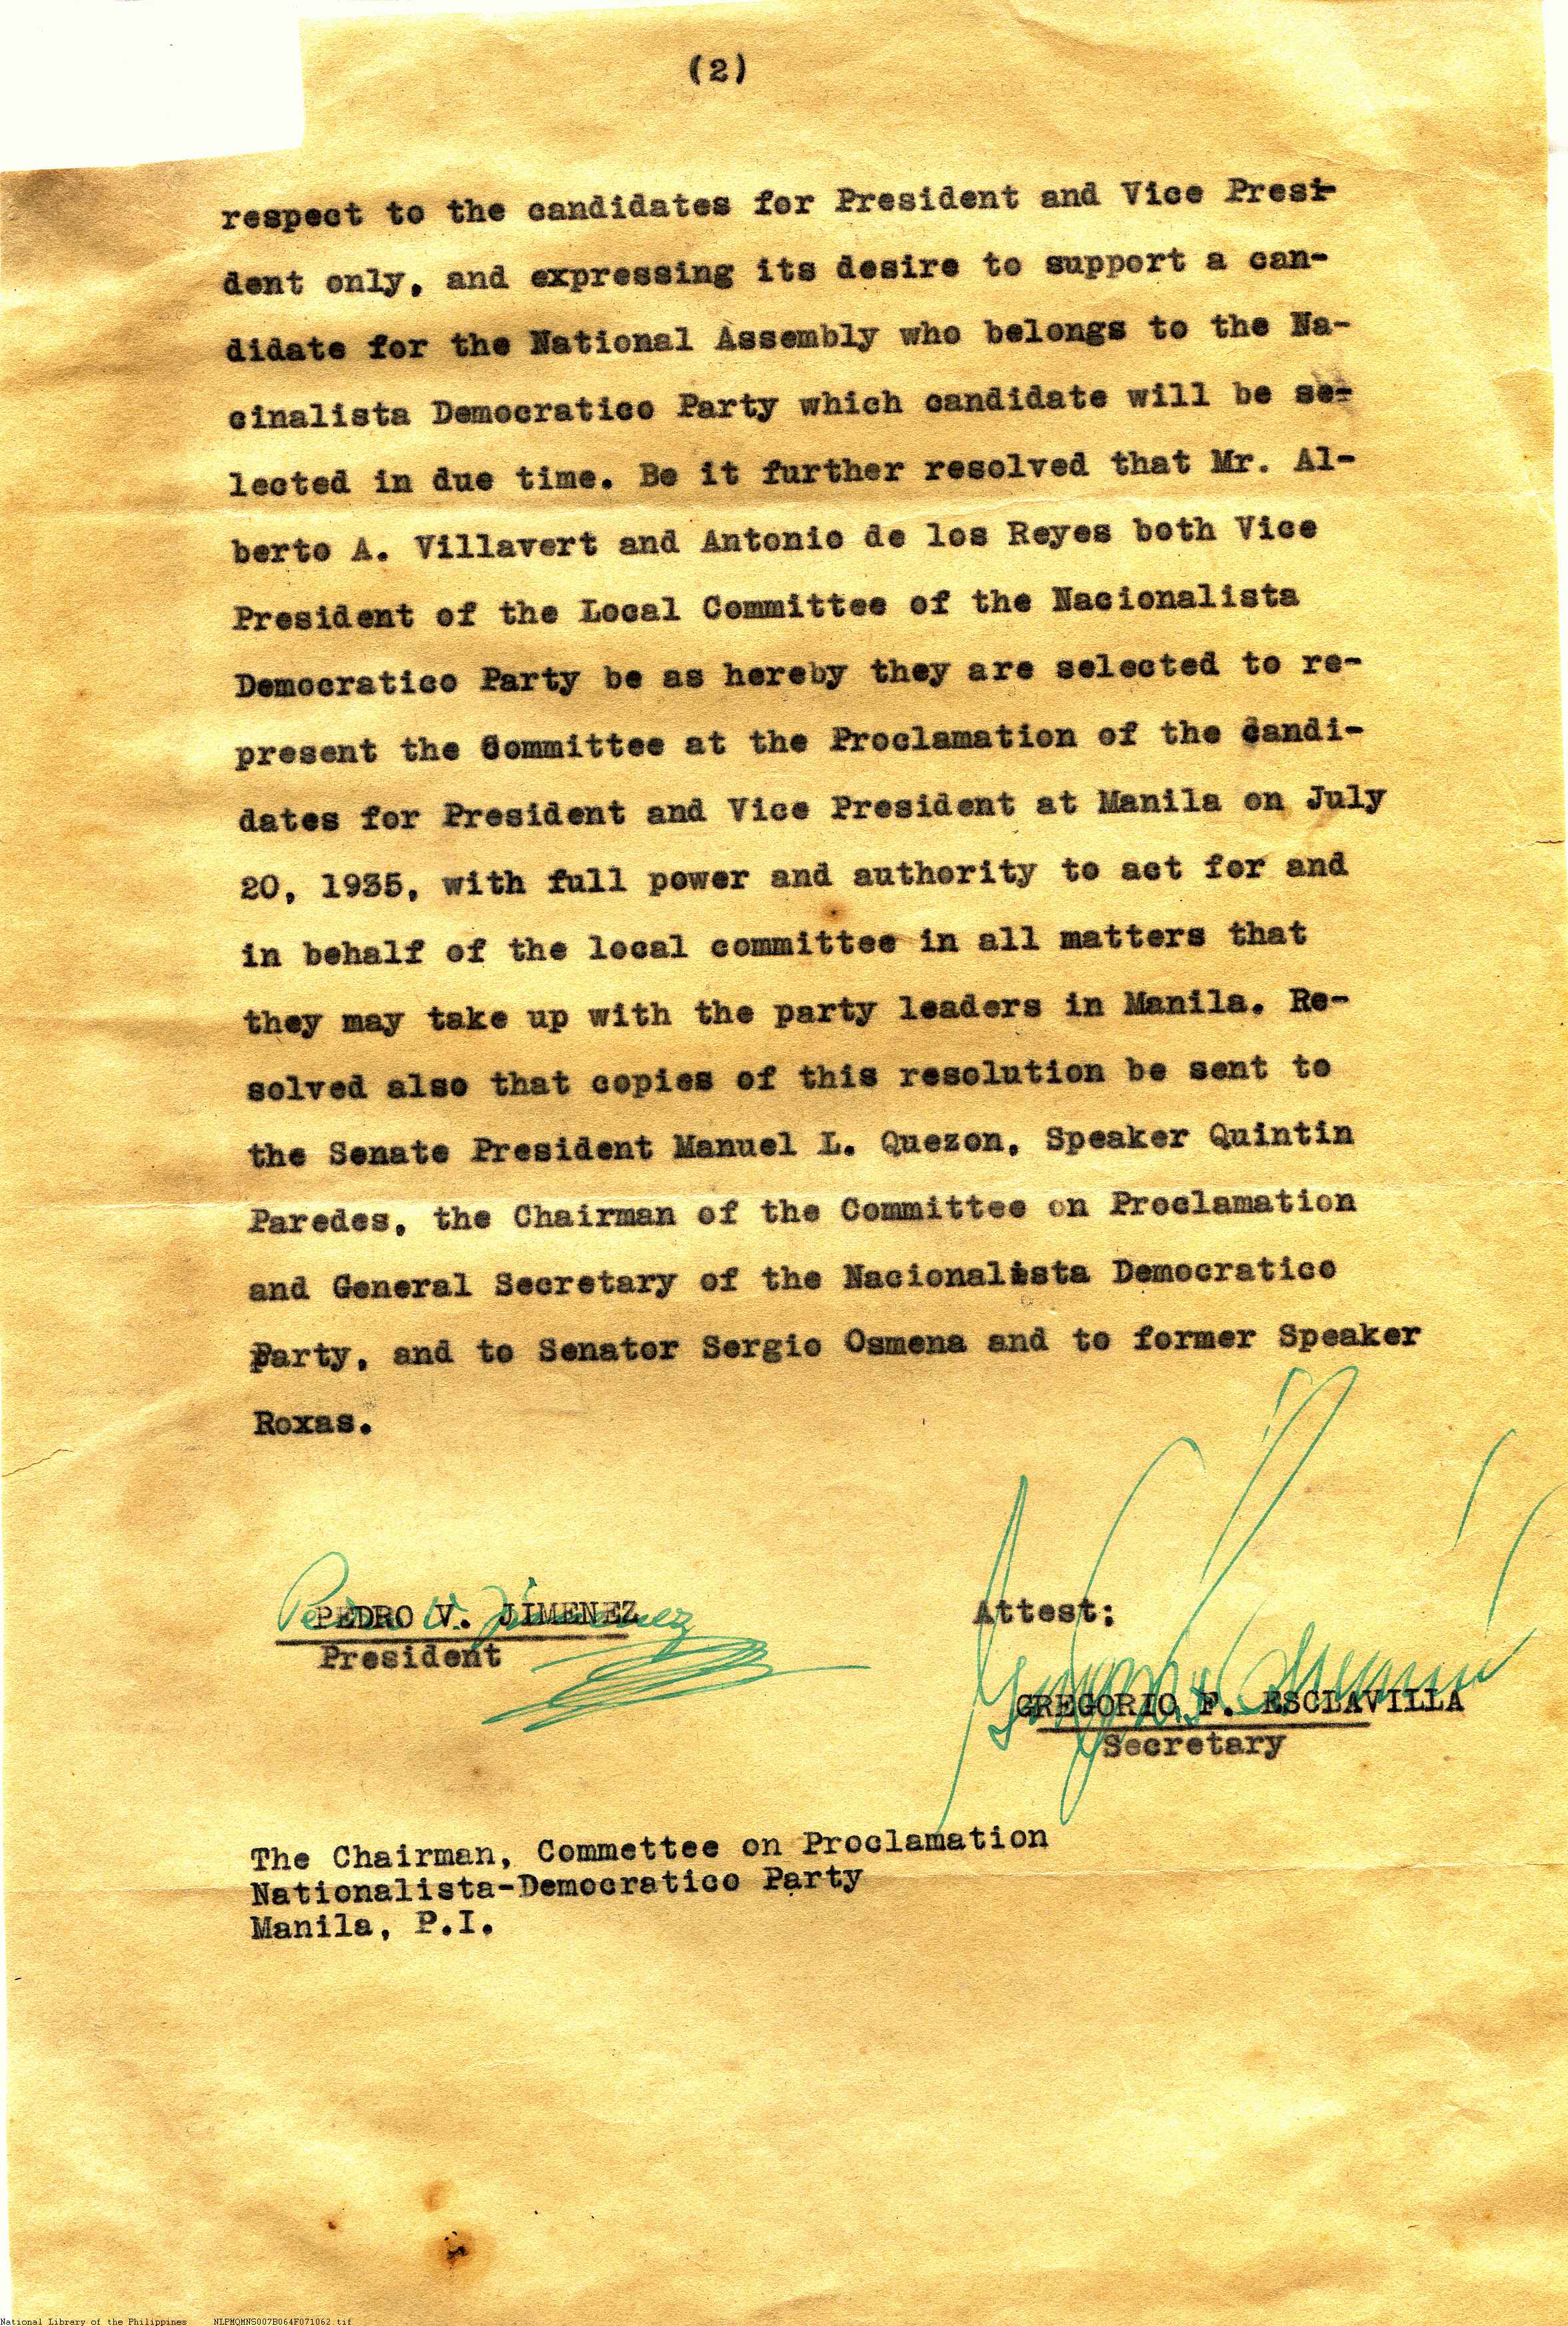 (2)
respect to the candidates for President and Vice Presi-
dent only, and expressing its desire to support a can-
didate for the National Assembly who belongs to the Na-
cinalista Democratico Party which candidate will be se-
lected in due time. Be it further resolved that Mr. Al-
berto A. Villavert and Antonio de los Reyes both Vice
President of the Local Committee of the Nacionalista
Democratico Party be as hereby they are selected to re-
present the Committee at the Proclamation of the Candi-
dates for President and Vice President at Manila on July
20, 1935, with full power and authority to act for and
in behalf of the local committee in all matters that
they may take up with the party leaders in Manila. Re-
solved also that copies of this resolution be sent to
the Senate President Manuel L. Quezon, Speaker Quintin
Paredes, the Chairman of the Committee on Proclamation
and General Secretary of the Nacionalista Democratico
Party, and to Senator Sergio Osmena and to former Speaker
Roxas.
Pedro V. Jimenez
PEDRO V. JIMENEZ
President
Attest:
GREGORIO F. ESCLAVILLA
Secretary
The Chairman, Commettee on Proclamation
Nationalista-Democratico Party
Manila, P.I.
National Library of the Philippines NLPMQMNS007B064F071062.tif